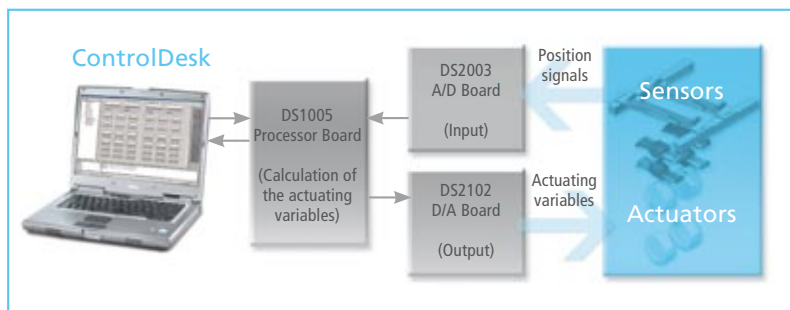 ControlDesk
DS1005
Processor Board
(Calculation of
the actuating
variables)
DS2003
A/D Board
(Input)
DS2102
D/A Board
(Output)
Position
signals
Actuating
variables
Sensors
Actuators